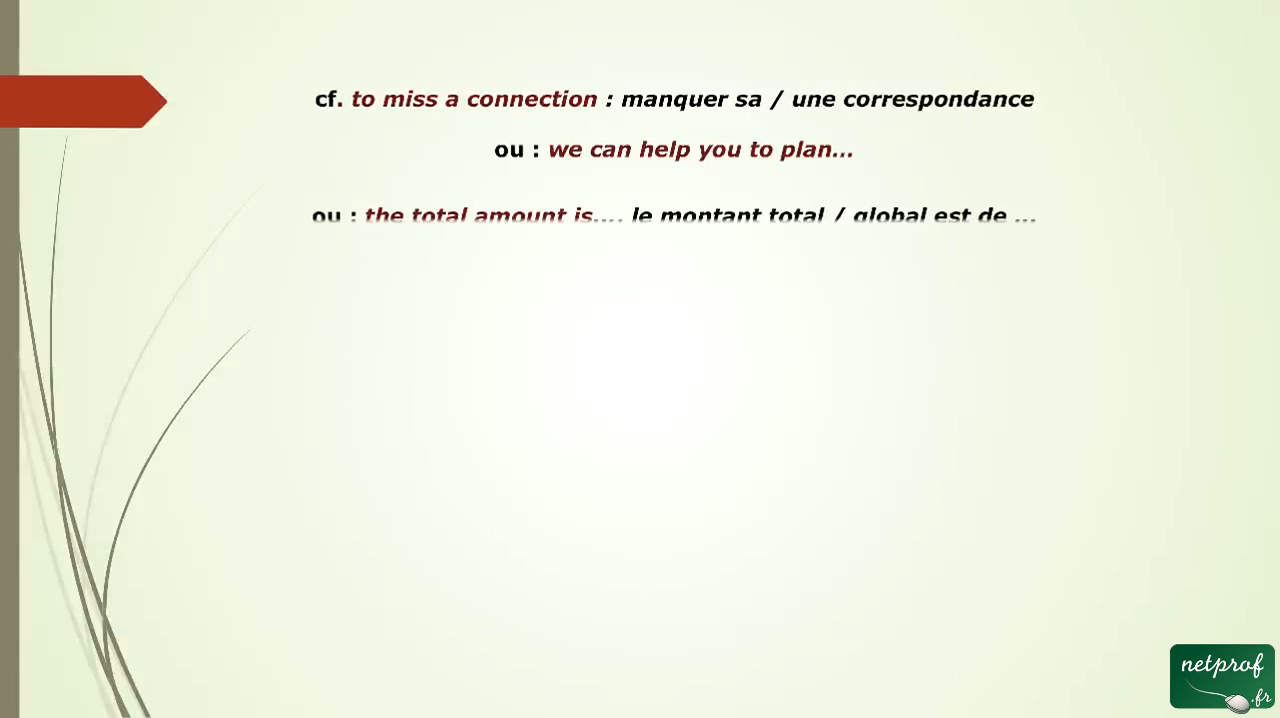 cf. to miss a connection : manquer sa / une correspondance
ou : we can help you to plan...
ou : the total amount is.... le montant total / global est de ...
netprof
.fr